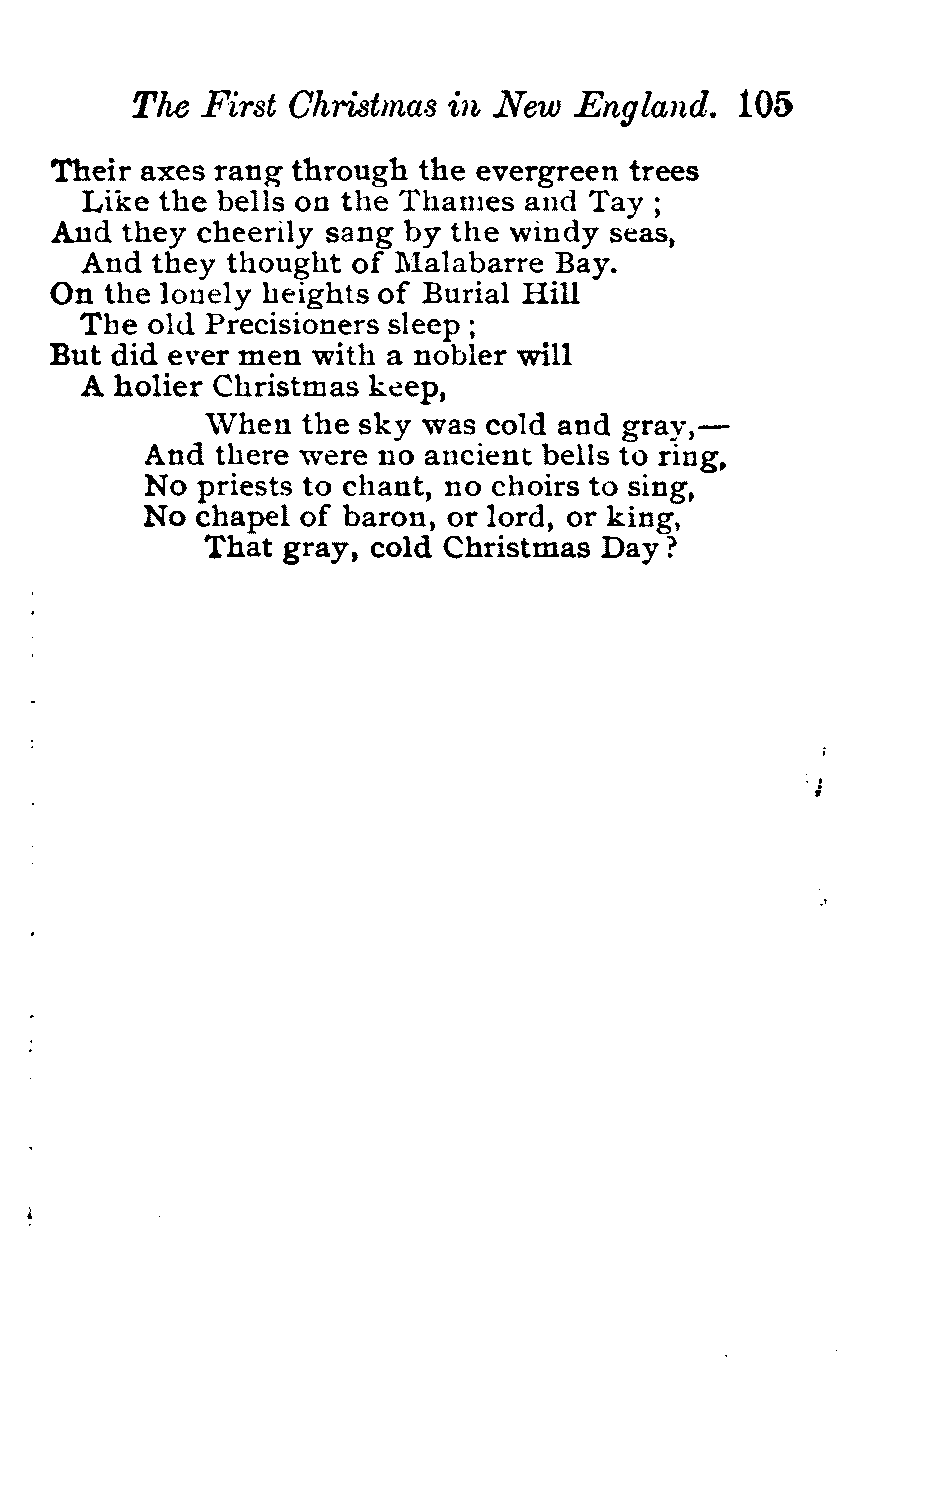 The First Christmas in New England. 105
Their axes rang through the evergreen trees
Like the bells on the Thames and Tay ;
And they cheerily sang by the windy seas,
And they thought of Malabarre Bay.
On the lonely heights of Burial Hill
The old Precisioners sleep ;
But did ever men with a nobler will
A holier Christmas keep,
When the sky was cold and gray,—
And there were no ancient bells to ring,
No priests to chant, no choirs to sing,
No chapel of baron, or lord, or king,
That gray, cold Christmas Day ?